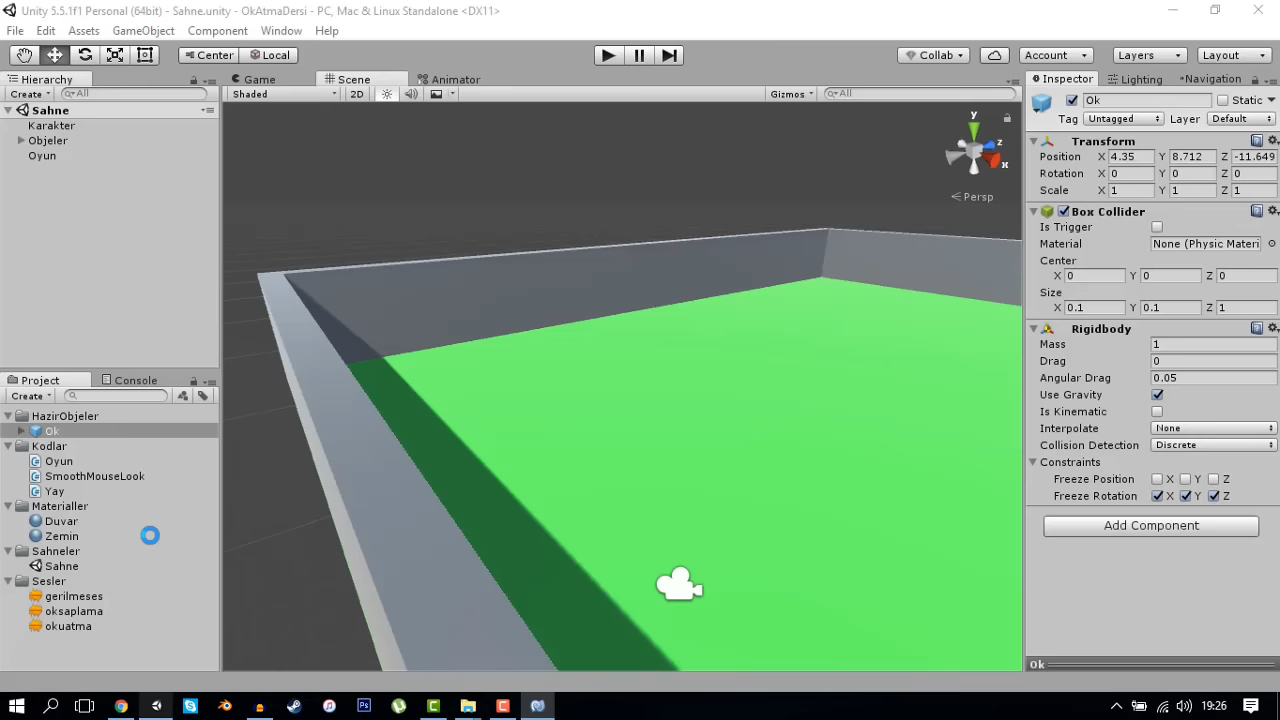 Unity 5.5.1f1 Personal (64bit) - Sahne.unity - OkAtmaDersi - PC, Mac & Linux Standalone <DX11>
File Edit Assets GameObject Component Window Help
Center Local Collab Account Layers Layout
Hierarchy Game Scene Animator Inspector Lighting Navigation
Create All Shaded 2D Gizmos All
Ok Static
Tag Untagged Layer Default
Sahne
Karakter
Objeler
Oyun
y
z
x
Persp
Transform
Position X 4.35 Y 8.712 Z -11.649
Rotation X 0 Y 0 Z 0
Scale X 1 Y 1 Z 1
Box Collider
Is Trigger
Material None (Physic Materi
Center
X 0 Y 0 Z 0
Size
X 0.1 Y 0.1 Z 1
Rigidbody
Mass 1
Drag 0
Angular Drag 0.05
Use Gravity
Is Kinematic
Interpolate None
Collision Detection Discrete
Constraints
Freeze Position X Y Z
Freeze Rotation X Y Z
Add Component
Ok
Project Console
Create
HazirObjeler
Ok
Kodlar
Oyun
SmoothMouseLook
Yay
Materialler
Duvar
Zemin
Sahneler
Sahne
Sesler
gerilmeses
oksaplama
okuatma
19:26